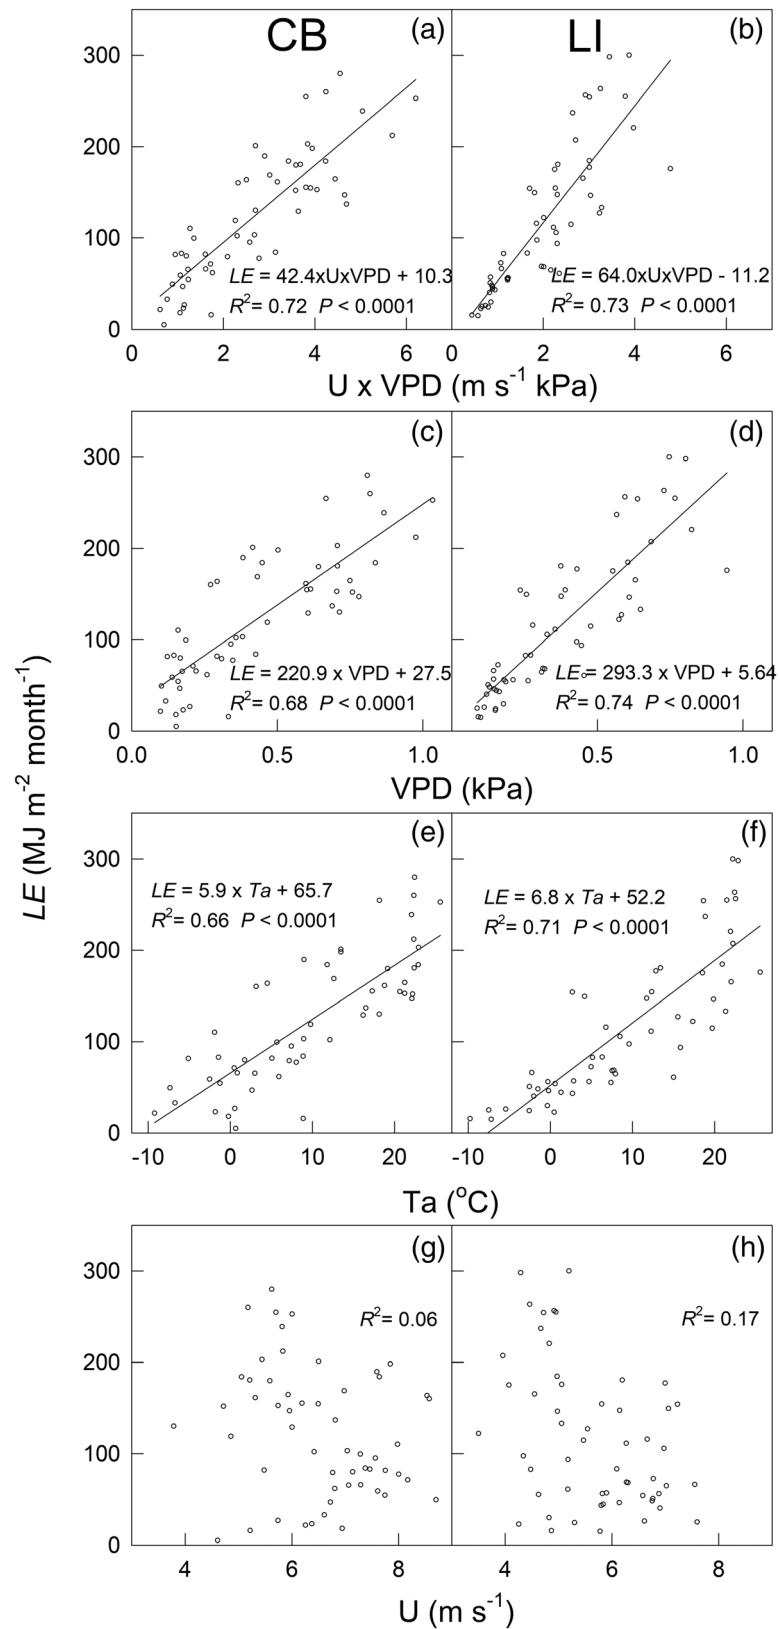 CB (a) LI (b)
300
200
100
0
LE = 42.4xUxVPD + 10.3
R2= 0.72 P < 0.0001
LE = 64.0xUxVPD - 11.2
R2= 0.73 P < 0.0001
0 2 4 6 0 2 4 6
U x VPD (m s-1 kPa)
(c) (d)
300
200
100
0
LE = 220.9 x VPD + 27.5
R2= 0.68 P < 0.0001
LE = 293.3 x VPD + 5.64
R2= 0.74 P < 0.0001
0.0 0.5 1.0 0.5 1.0
VPD (kPa)
LE (MJ m-2 month-1)
(e) (f)
300
200
100
0
LE = 5.9 x Ta + 65.7
R2= 0.66 P < 0.0001
LE = 6.8 x Ta + 52.2
R2= 0.71 P < 0.0001
-10 0 10 20 -10 0 10 20
Ta (oC)
(g) (h)
300
200
100
0
R2= 0.06
R2= 0.17
4 6 8 4 6 8
U (m s-1)